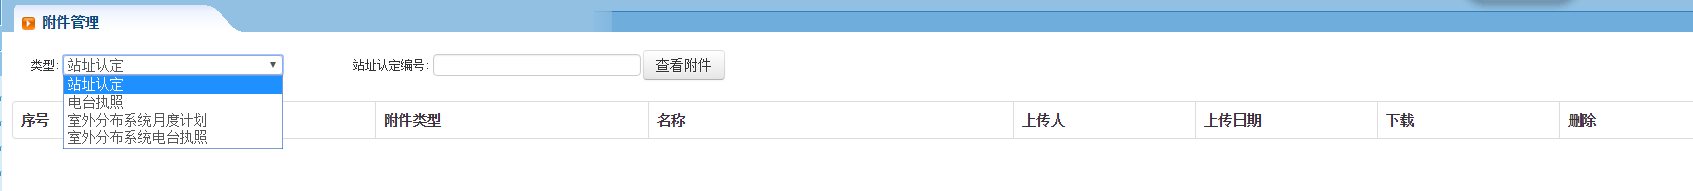 附件管理
类型: 站址认定 站址认定编号: 查看附件
站址认定
电台执照
室外分布系统月度计划
室外分布系统电台执照
序号 附件类型 名称 上传人 上传日期 下载 删除